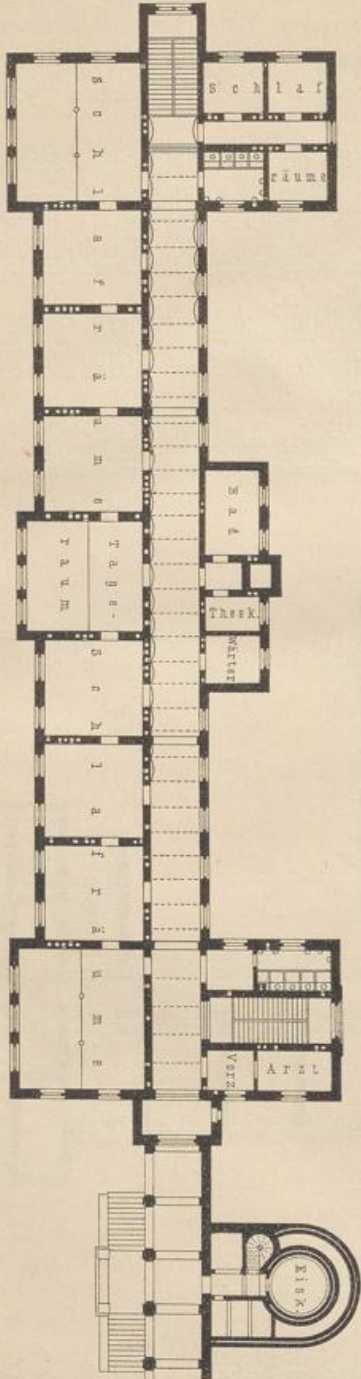 Schlaf
räume
Schlafräume
Bad
Tage-
raum
Theek.
Wärter
Schlafräume
Verz
Arzt
Eisk.